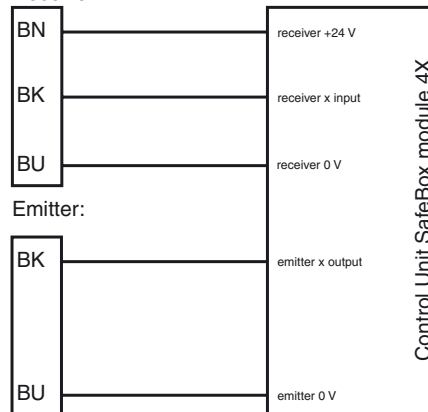 BN
receiver +24 V
BK
receiver x input
BU
receiver 0 V
Emitter:
BK
emitter x output
BU
emitter 0 V
Control Unit SafeBox module 4X